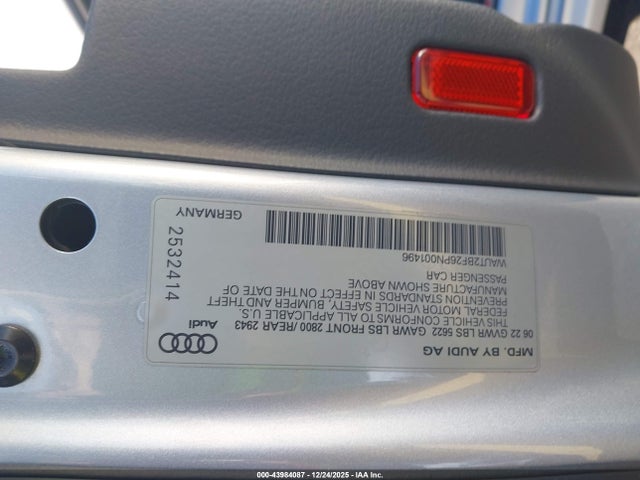 MFD. BY AUDI AG
06 22 GVWR LBS 5622 GAWR LBS FRONT 2800 /REAR 2943
THIS VEHICLE CONFORMS TO ALL APPLICABLE U.S.
FEDERAL MOTOR VEHICLE SAFETY, BUMPER AND THEFT
PREVENTION STANDARDS IN EFFECT ON THE DATE OF
MANUFACTURE SHOWN ABOVE
PASSENGER CAR
WAUT2BF26PN001496
Audi
2532414
GERMANY
000-43984087 - 12/24/2025 - IAA Inc.